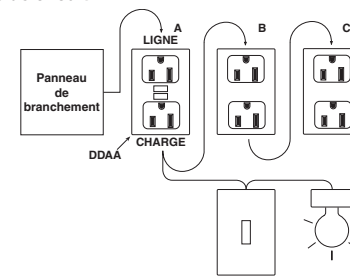 A
LIGNE
B
C
Panneau
de
branchement
DDAA
CHARGE